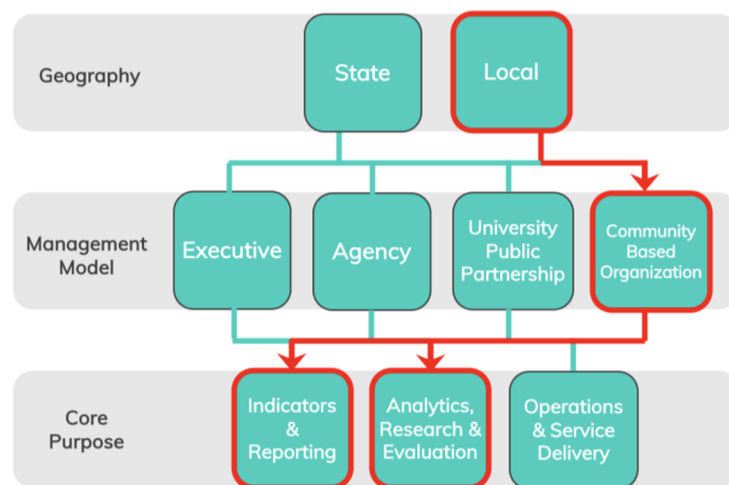 Geography
State
Local
Management
Model
Executive
Agency
University
Public
Partnership
Community
Based
Organization
Core
Purpose
Indicators
&
Reporting
Analytics,
Research &
Evaluation
Operations
& Service
Delivery